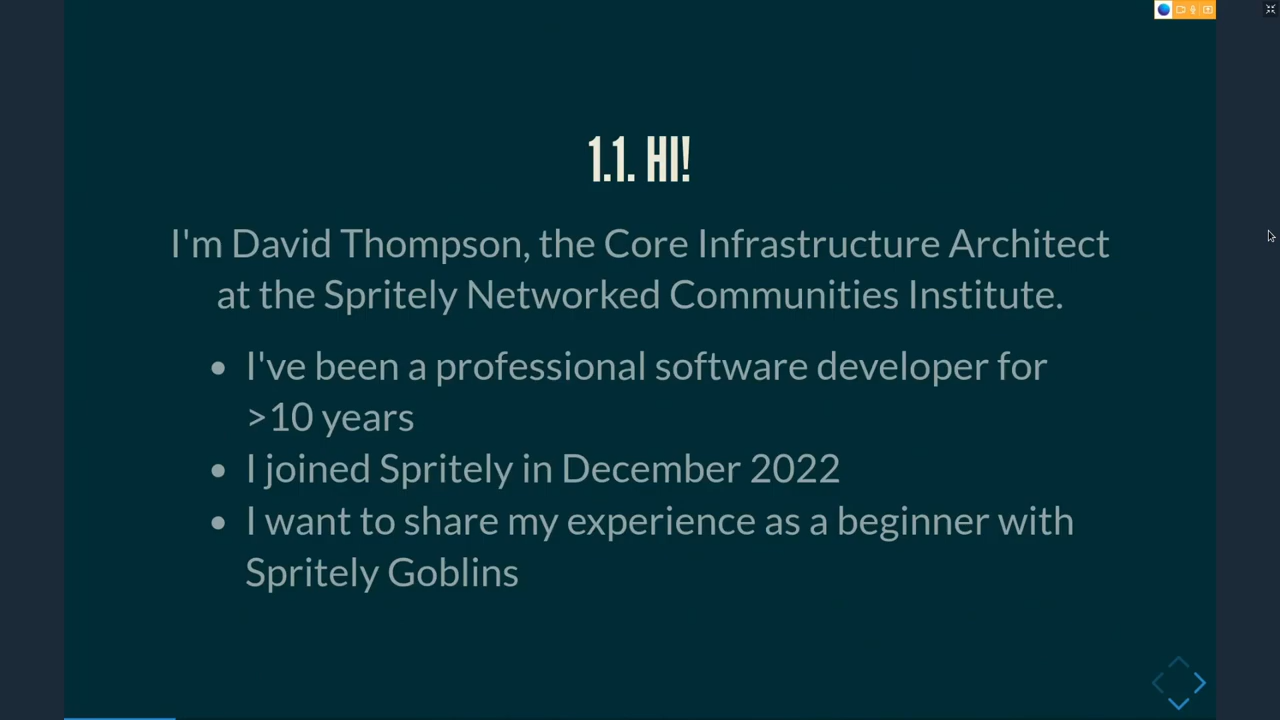 1.1. HI!
I'm David Thompson, the Core Infrastructure Architect
at the Spritely Networked Communities Institute.
• I've been a professional software developer for
>10 years
• I joined Spritely in December 2022
• I want to share my experience as a beginner with
Spritely Goblins